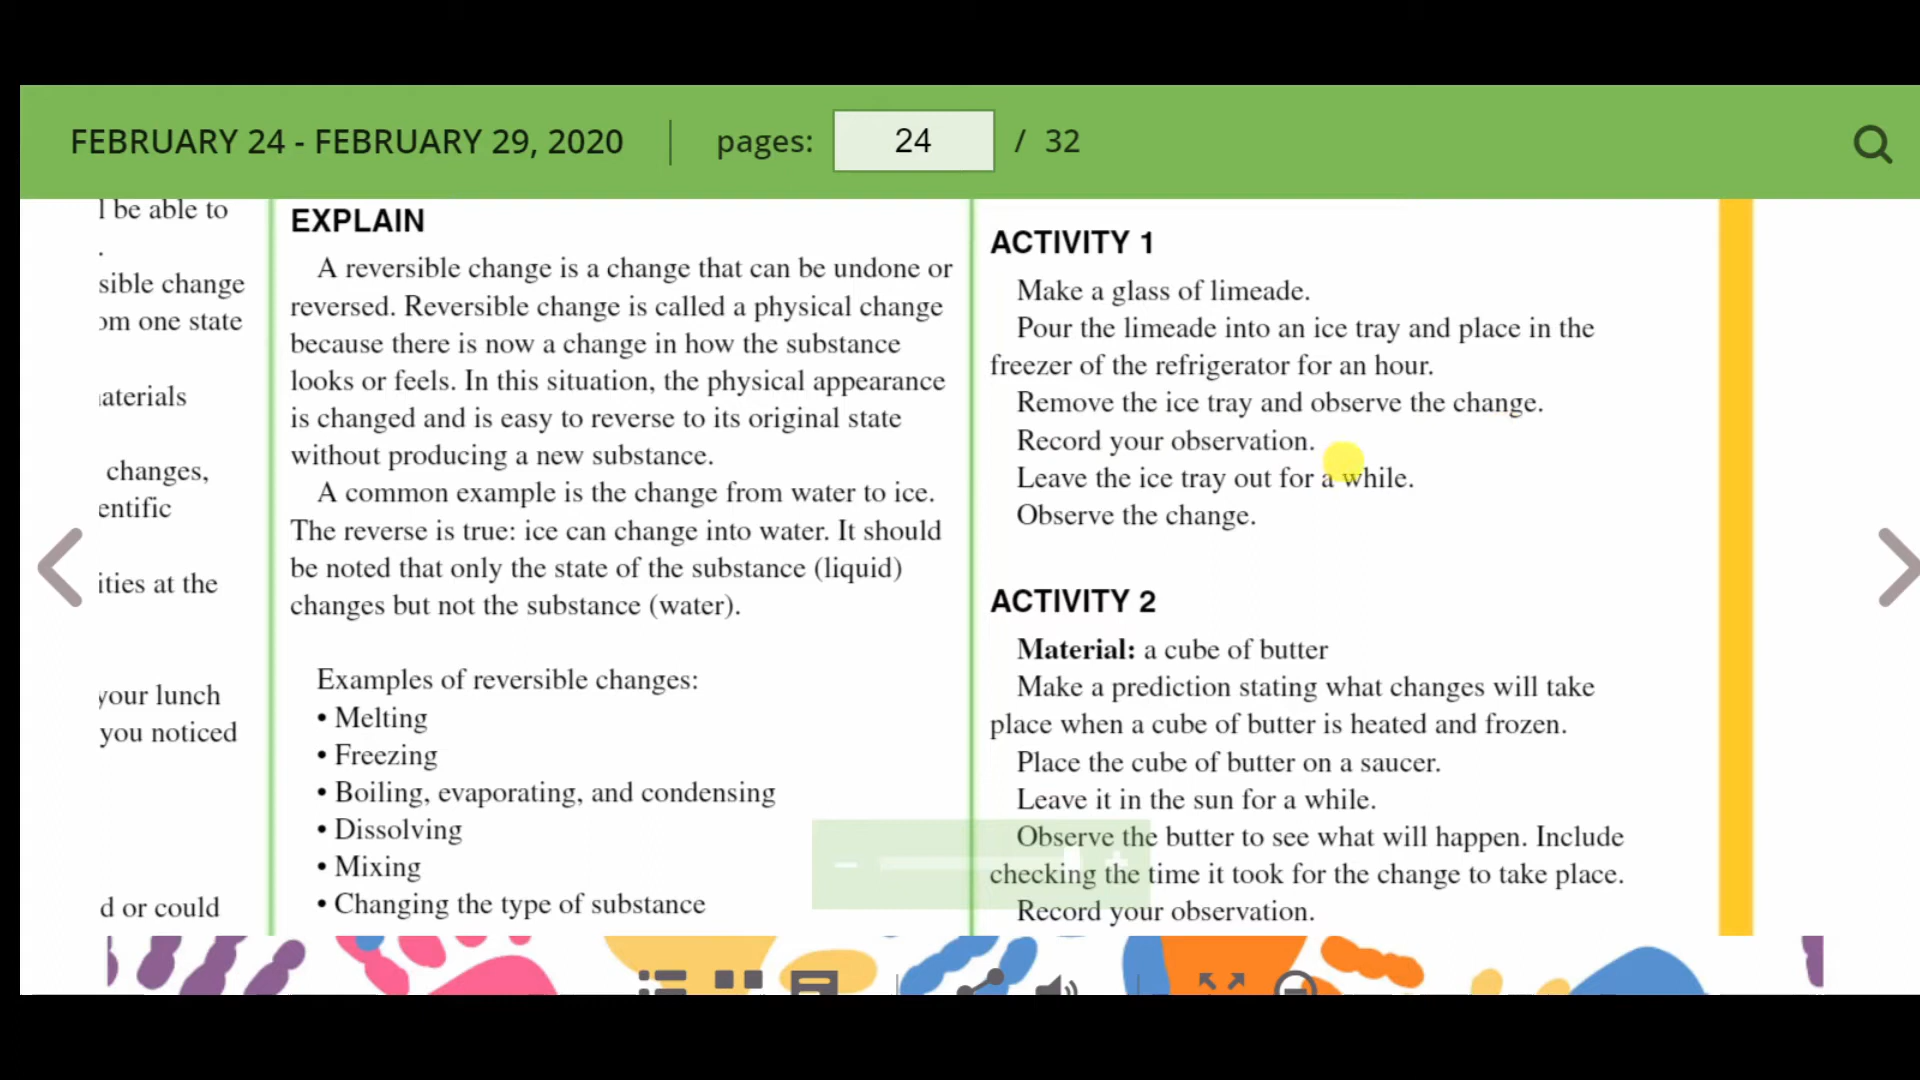 FEBRUARY 24 - FEBRUARY 29, 2020
pages: 24 / 32
l be able to
.
sible change
om one state
aterials
changes,
entific
ities at the
your lunch
you noticed
d or could
EXPLAIN
A reversible change is a change that can be undone or
reversed. Reversible change is called a physical change
because there is now a change in how the substance
looks or feels. In this situation, the physical appearance
is changed and is easy to reverse to its original state
without producing a new substance.
A common example is the change from water to ice.
The reverse is true: ice can change into water. It should
be noted that only the state of the substance (liquid)
changes but not the substance (water).
Examples of reversible changes:
• Melting
• Freezing
• Boiling, evaporating, and condensing
• Dissolving
• Mixing
• Changing the type of substance
ACTIVITY 1
Make a glass of limeade.
Pour the limeade into an ice tray and place in the
freezer of the refrigerator for an hour.
Remove the ice tray and observe the change.
Record your observation.
Leave the ice tray out for a while.
Observe the change.
ACTIVITY 2
Material: a cube of butter
Make a prediction stating what changes will take
place when a cube of butter is heated and frozen.
Place the cube of butter on a saucer.
Leave it in the sun for a while.
Observe the butter to see what will happen. Include
checking the time it took for the change to take place.
Record your observation.